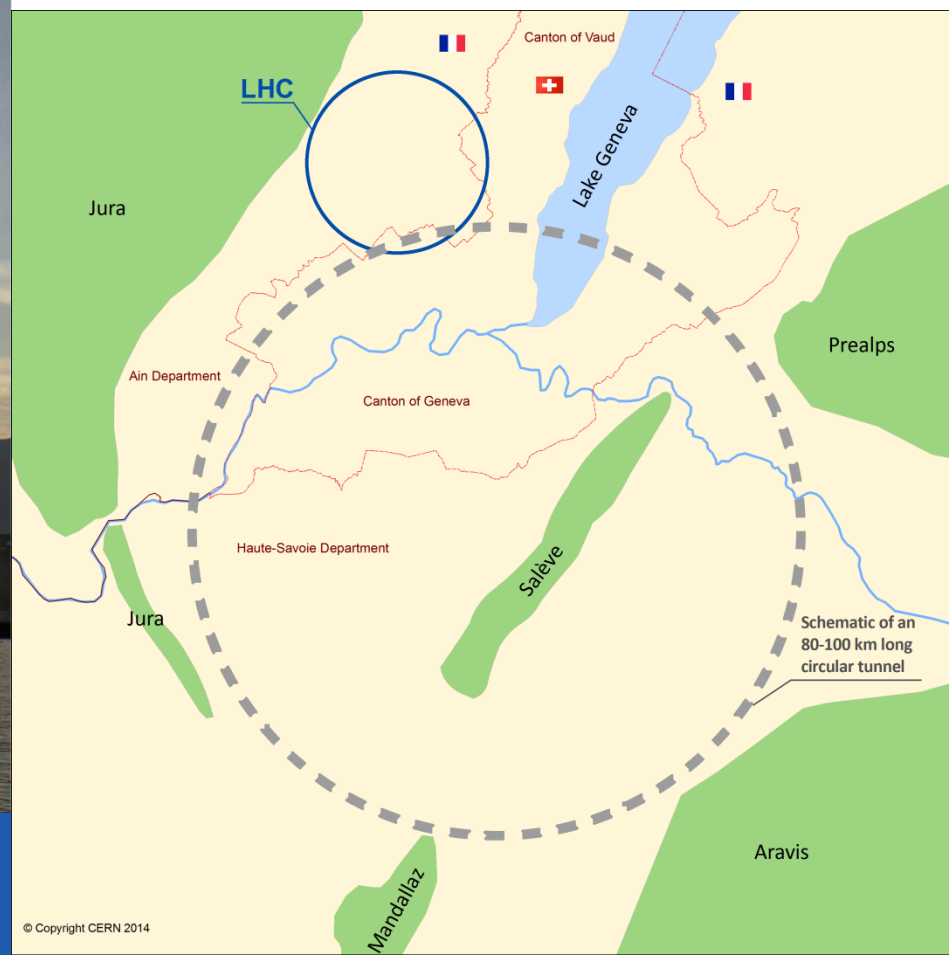 Canton of Vaud
LHC
Lake Geneva
Jura
Prealps
Ain Department
Canton of Geneva
Haute-Savoie Department
Salève
Jura
Schematic of an
80-100 km long
circular tunnel
Aravis
Mandallaz
© Copyright CERN 2014